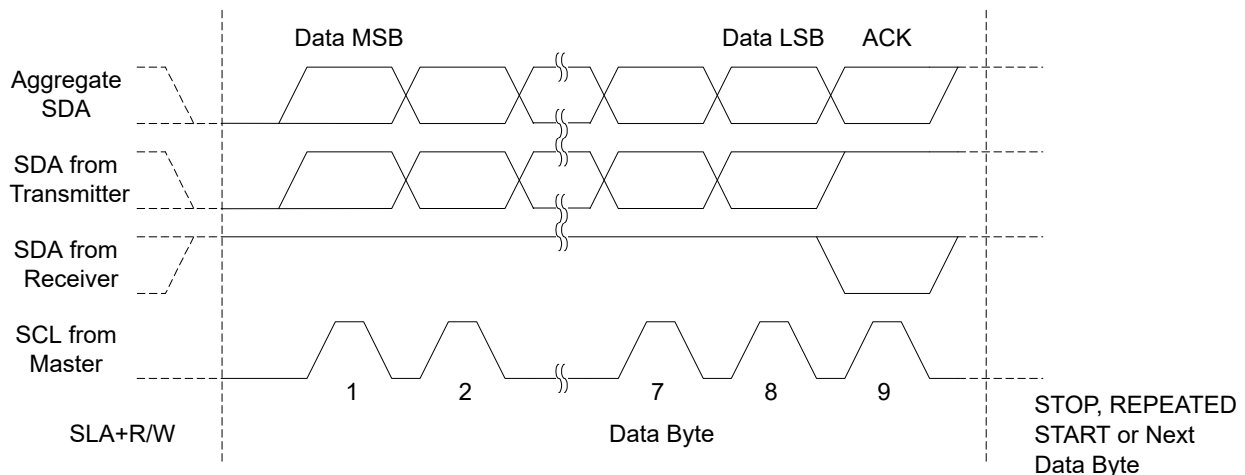 Data MSB
Data LSB
ACK
Aggregate
SDA
SDA from
Transmitter
SDA from
Receiver
SCL from
Master
1
2
7
8
9
SLA+R/W
Data Byte
STOP, REPEATED
START or Next
Data Byte